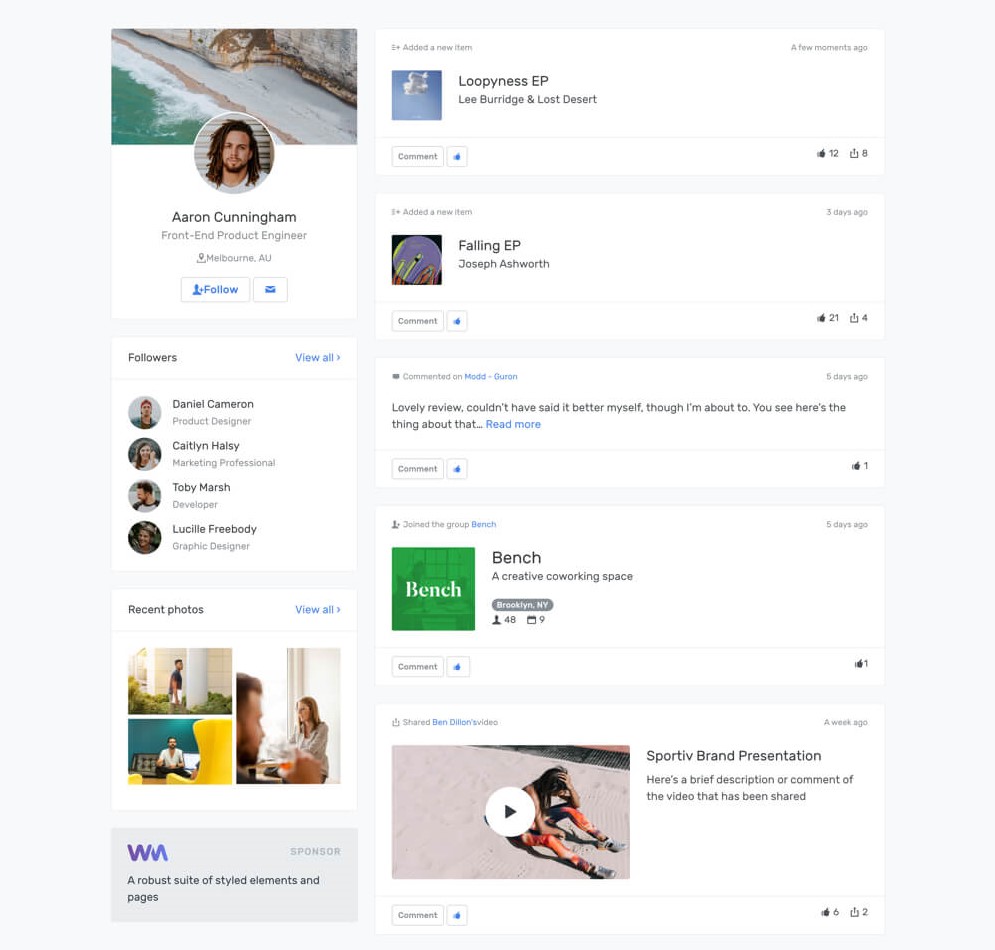 Aaron Cunningham
Front-End Product Engineer
Melbourne, AU
Follow
Followers View all ›
Daniel Cameron
Product Designer
Caitlyn Halsy
Marketing Professional
Toby Marsh
Developer
Lucille Freebody
Graphic Designer
Recent photos View all ›
WM SPONSOR
A robust suite of styled elements and
pages
Added a new item A few moments ago
Loopyness EP
Lee Burridge & Lost Desert
Comment 12 8
Added a new item 3 days ago
Falling EP
Joseph Ashworth
Comment 21 4
Commented on Modd - Guron 5 days ago
Lovely review, couldn't have said it better myself, though I'm about to. You see here's the
thing about that... Read more
Comment 1
Joined the group Bench 5 days ago
Bench
Bench
A creative coworking space
Brooklyn, NY
48 9
Comment 1
Shared Ben Dillon'svideo A week ago
Sportiv Brand Presentation
Here's a brief description or comment of
the video that has been shared
Comment 6 2